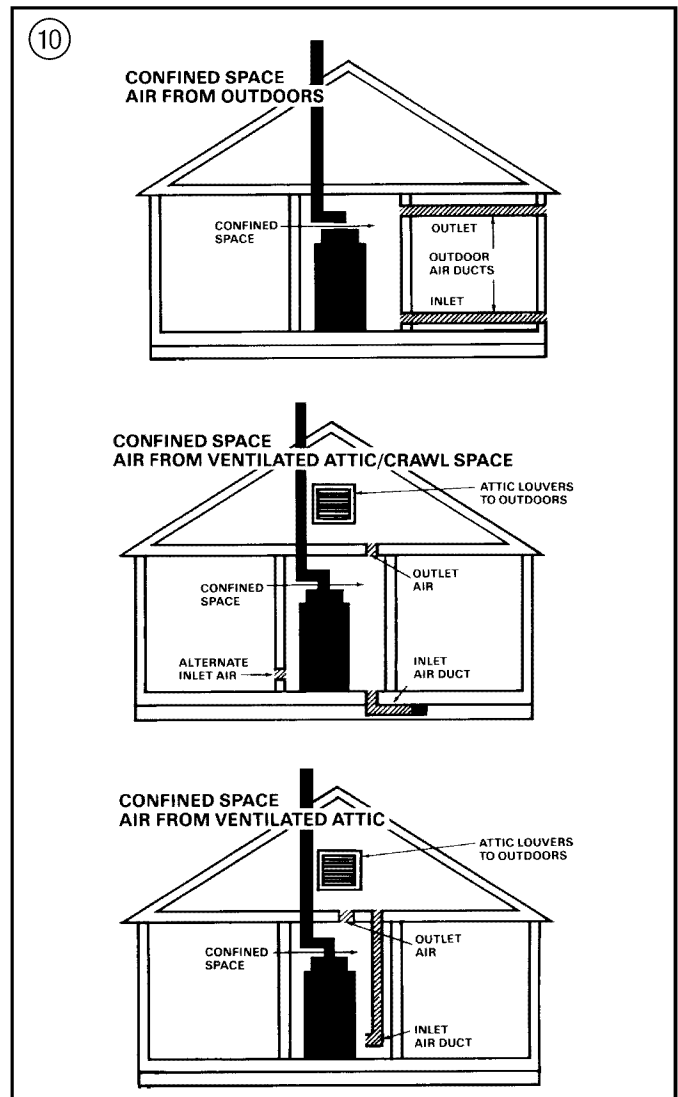 10
CONFINED SPACE
AIR FROM OUTDOORS
CONFINED
SPACE
OUTLET
OUTDOOR
AIR DUCTS
INLET
CONFINED SPACE
AIR FROM VENTILATED ATTIC/CRAWL SPACE
ATTIC LOUVERS
TO OUTDOORS
OUTLET
AIR
CONFINED
SPACE
ALTERNATE
INLET AIR
INLET
AIR DUCT
CONFINED SPACE
AIR FROM VENTILATED ATTIC
ATTIC LOUVERS
TO OUTDOORS
OUTLET
AIR
CONFINED
SPACE
INLET
AIR DUCT